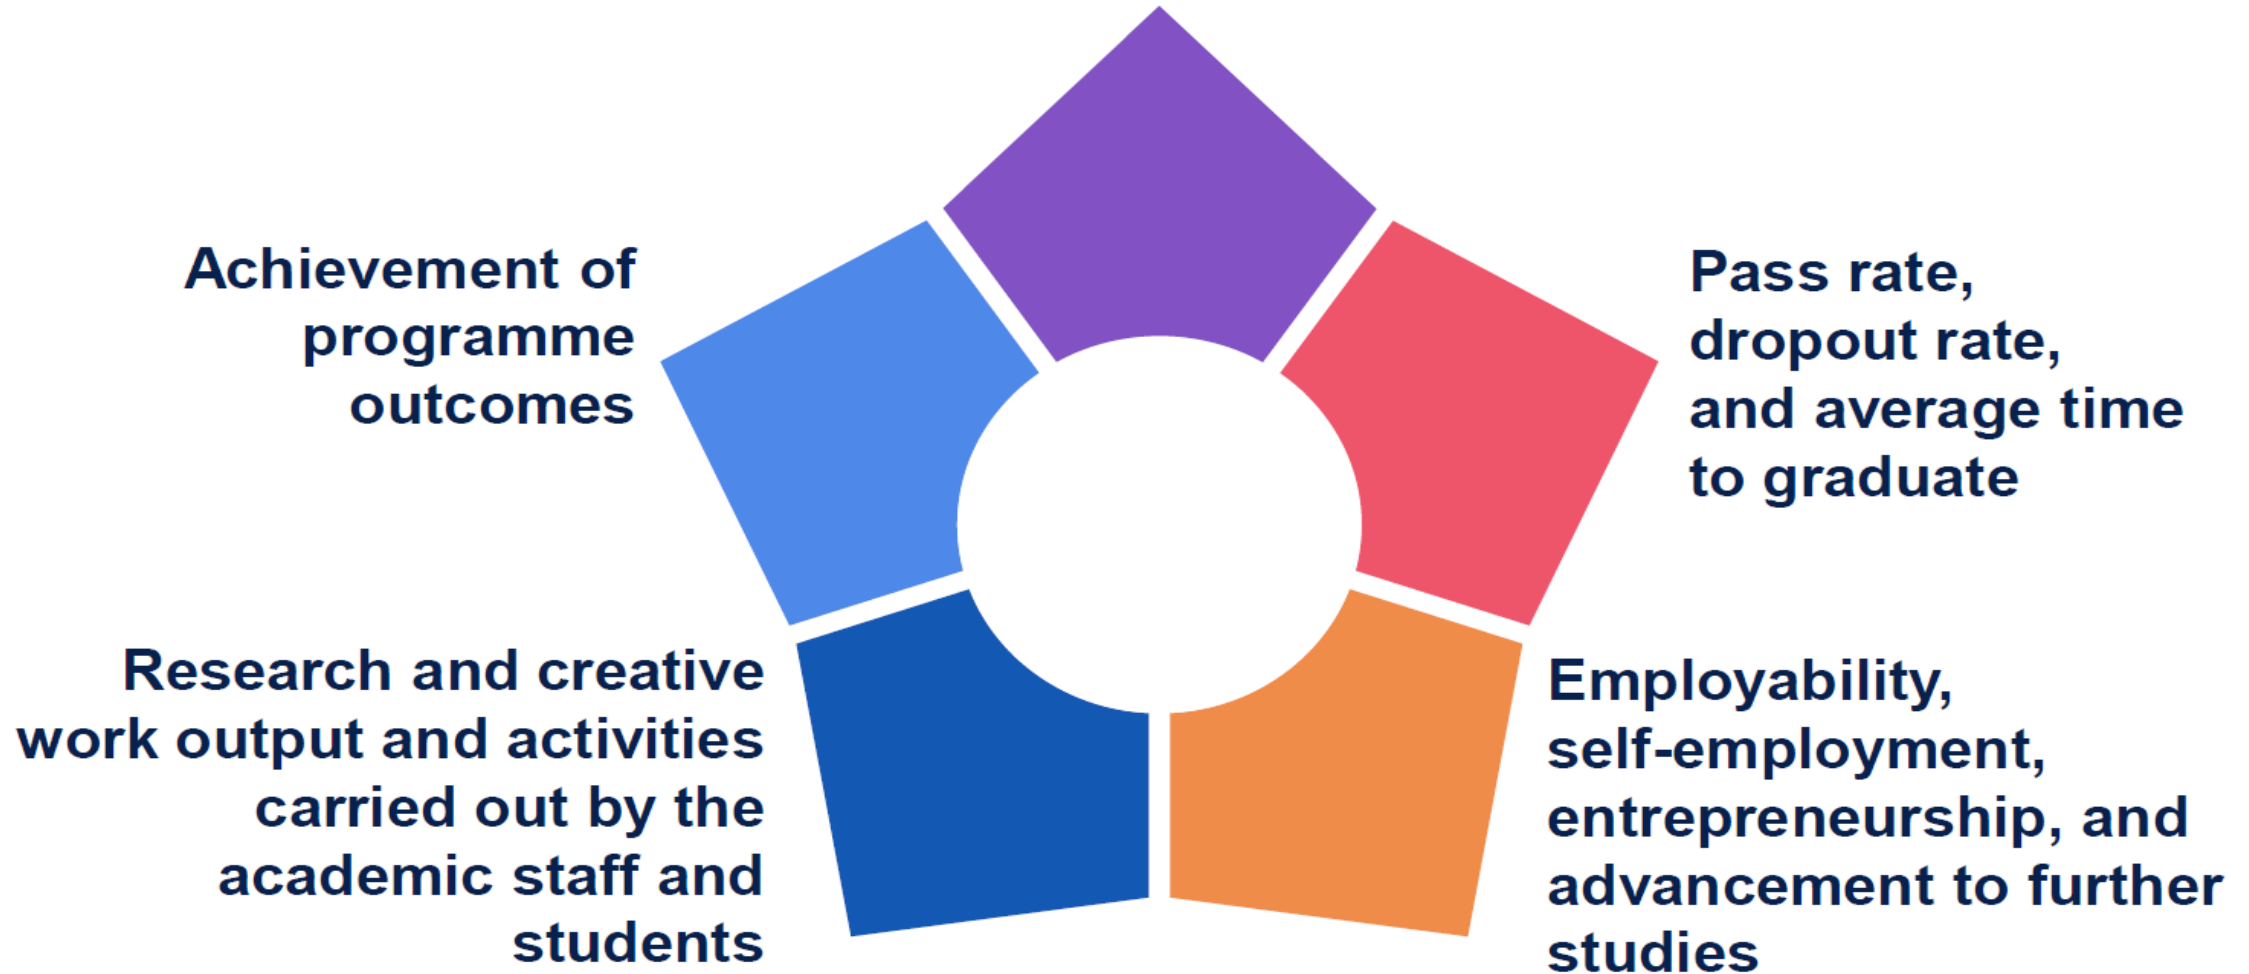 Achievement of
programme
outcomes
Pass rate,
dropout rate,
and average time
to graduate
Research and creative
work output and activities
carried out by the
academic staff and
students
Employability,
self-employment,
entrepreneurship, and
advancement to further
studies